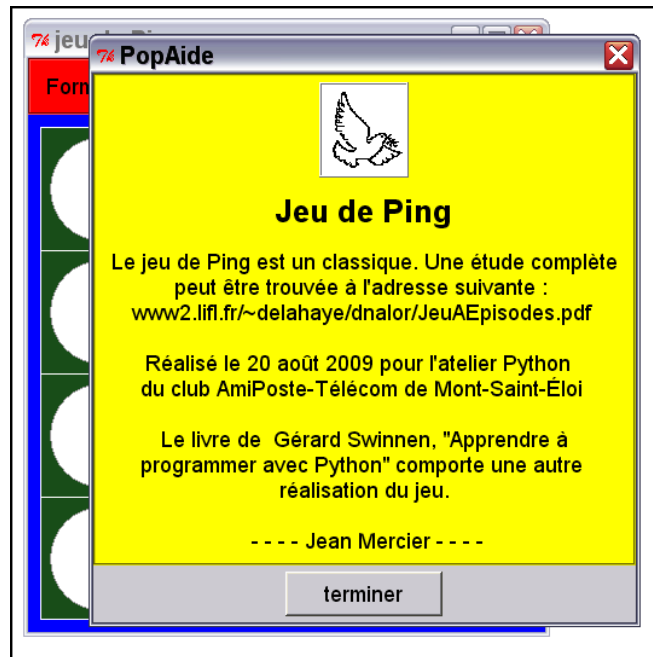 jeu
PopAide
Form
Jeu de Ping
Le jeu de Ping est un classique. Une étude complète
peut être trouvée à l'adresse suivante :
www2.lifl.fr/~delahaye/dnalor/JeuAEpisodes.pdf
Réalisé le 20 août 2009 pour l'atelier Python
du club AmiPoste-Télécom de Mont-Saint-Éloi
Le livre de  Gérard Swinnen, "Apprendre à
programmer avec Python" comporte une autre
réalisation du jeu.
- - - - Jean Mercier - - - -
terminer